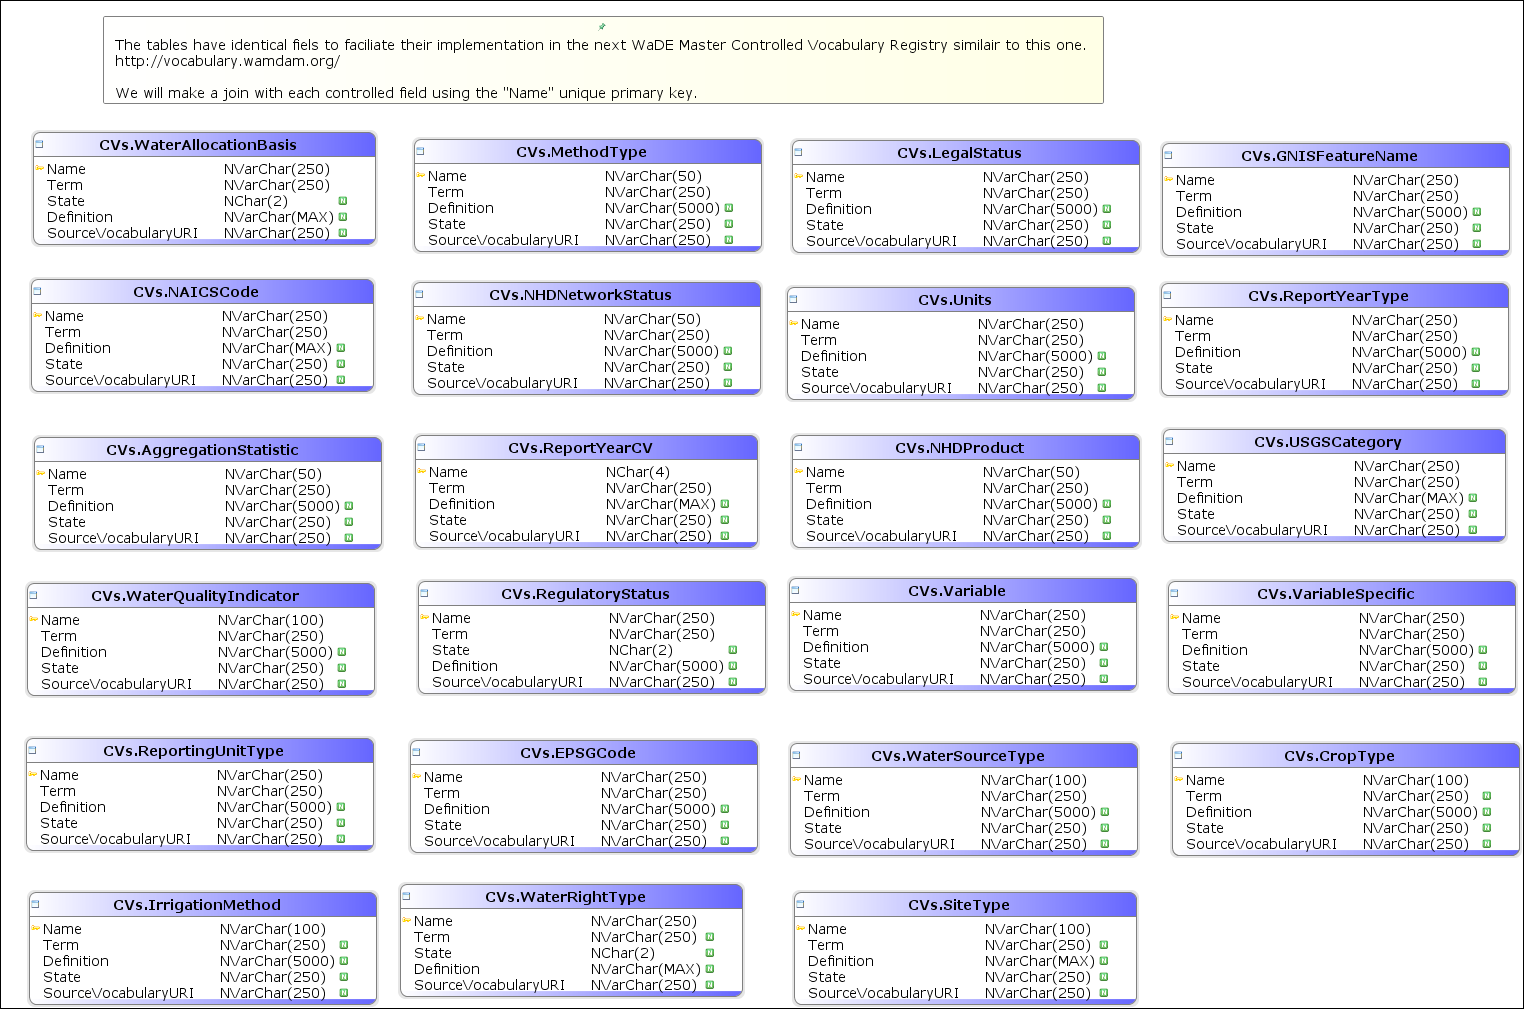 The tables have identical fiels to faciliate their implementation in the next WaDE Master Controlled Vocabulary Registry similair to this one.
http://vocabulary.wamdam.org/
We will make a join with each controlled field using the "Name" unique primary key.
CVs.WaterAllocationBasis
Name NVarChar(250)
Term NVarChar(250)
State NChar(2) N
Definition NVarChar(MAX) N
SourceVocabularyURI NVarChar(250) N
CVs.MethodType
Name NVarChar(50)
Term NVarChar(250)
Definition NVarChar(5000) N
State NVarChar(250) N
SourceVocabularyURI NVarChar(250) N
CVs.LegalStatus
Name NVarChar(250)
Term NVarChar(250)
Definition NVarChar(5000) N
State NVarChar(250) N
SourceVocabularyURI NVarChar(250) N
CVs.GNISFeatureName
Name NVarChar(250)
Term NVarChar(250)
Definition NVarChar(5000) N
State NVarChar(250) N
SourceVocabularyURI NVarChar(250) N
CVs.NAICSCode
Name NVarChar(250)
Term NVarChar(250)
Definition NVarChar(MAX) N
State NVarChar(250) N
SourceVocabularyURI NVarChar(250) N
CVs.NHDNetworkStatus
Name NVarChar(50)
Term NVarChar(250)
Definition NVarChar(5000) N
State NVarChar(250) N
SourceVocabularyURI NVarChar(250) N
CVs.Units
Name NVarChar(250)
Term NVarChar(250)
Definition NVarChar(5000) N
State NVarChar(250) N
SourceVocabularyURI NVarChar(250) N
CVs.ReportYearType
Name NVarChar(250)
Term NVarChar(250)
Definition NVarChar(5000) N
State NVarChar(250) N
SourceVocabularyURI NVarChar(250) N
CVs.AggregationStatistic
Name NVarChar(50)
Term NVarChar(250)
Definition NVarChar(5000) N
State NVarChar(250) N
SourceVocabularyURI NVarChar(250) N
CVs.ReportYearCV
Name NChar(4)
Term NVarChar(250)
Definition NVarChar(MAX) N
State NVarChar(250) N
SourceVocabularyURI NVarChar(250) N
CVs.NHDProduct
Name NVarChar(50)
Term NVarChar(250)
Definition NVarChar(5000) N
State NVarChar(250) N
SourceVocabularyURI NVarChar(250) N
CVs.USGSCategory
Name NVarChar(250)
Term NVarChar(250)
Definition NVarChar(MAX) N
State NVarChar(250) N
SourceVocabularyURI NVarChar(250) N
CVs.WaterQualityIndicator
Name NVarChar(100)
Term NVarChar(250)
Definition NVarChar(5000) N
State NVarChar(250) N
SourceVocabularyURI NVarChar(250) N
CVs.RegulatoryStatus
Name NVarChar(250)
Term NVarChar(250)
State NChar(2) N
Definition NVarChar(5000) N
SourceVocabularyURI NVarChar(250) N
CVs.Variable
Name NVarChar(250)
Term NVarChar(250)
Definition NVarChar(5000) N
State NVarChar(250) N
SourceVocabularyURI NVarChar(250) N
CVs.VariableSpecific
Name NVarChar(250)
Term NVarChar(250)
Definition NVarChar(5000) N
State NVarChar(250) N
SourceVocabularyURI NVarChar(250) N
CVs.ReportingUnitType
Name NVarChar(250)
Term NVarChar(250)
Definition NVarChar(5000) N
State NVarChar(250) N
SourceVocabularyURI NVarChar(250) N
CVs.EPSGCode
Name NVarChar(250)
Term NVarChar(250)
Definition NVarChar(5000) N
State NVarChar(250) N
SourceVocabularyURI NVarChar(250) N
CVs.WaterSourceType
Name NVarChar(100)
Term NVarChar(250)
Definition NVarChar(5000) N
State NVarChar(250) N
SourceVocabularyURI NVarChar(250) N
CVs.CropType
Name NVarChar(100)
Term NVarChar(250) N
Definition NVarChar(5000) N
State NVarChar(250) N
SourceVocabularyURI NVarChar(250) N
CVs.IrrigationMethod
Name NVarChar(100)
Term NVarChar(250) N
Definition NVarChar(5000) N
State NVarChar(250) N
SourceVocabularyURI NVarChar(250) N
CVs.WaterRightType
Name NVarChar(250)
Term NVarChar(250) N
State NChar(2) N
Definition NVarChar(MAX) N
SourceVocabularyURI NVarChar(250) N
CVs.SiteType
Name NVarChar(100)
Term NVarChar(250) N
Definition NVarChar(MAX) N
State NVarChar(250) N
SourceVocabularyURI NVarChar(250) N